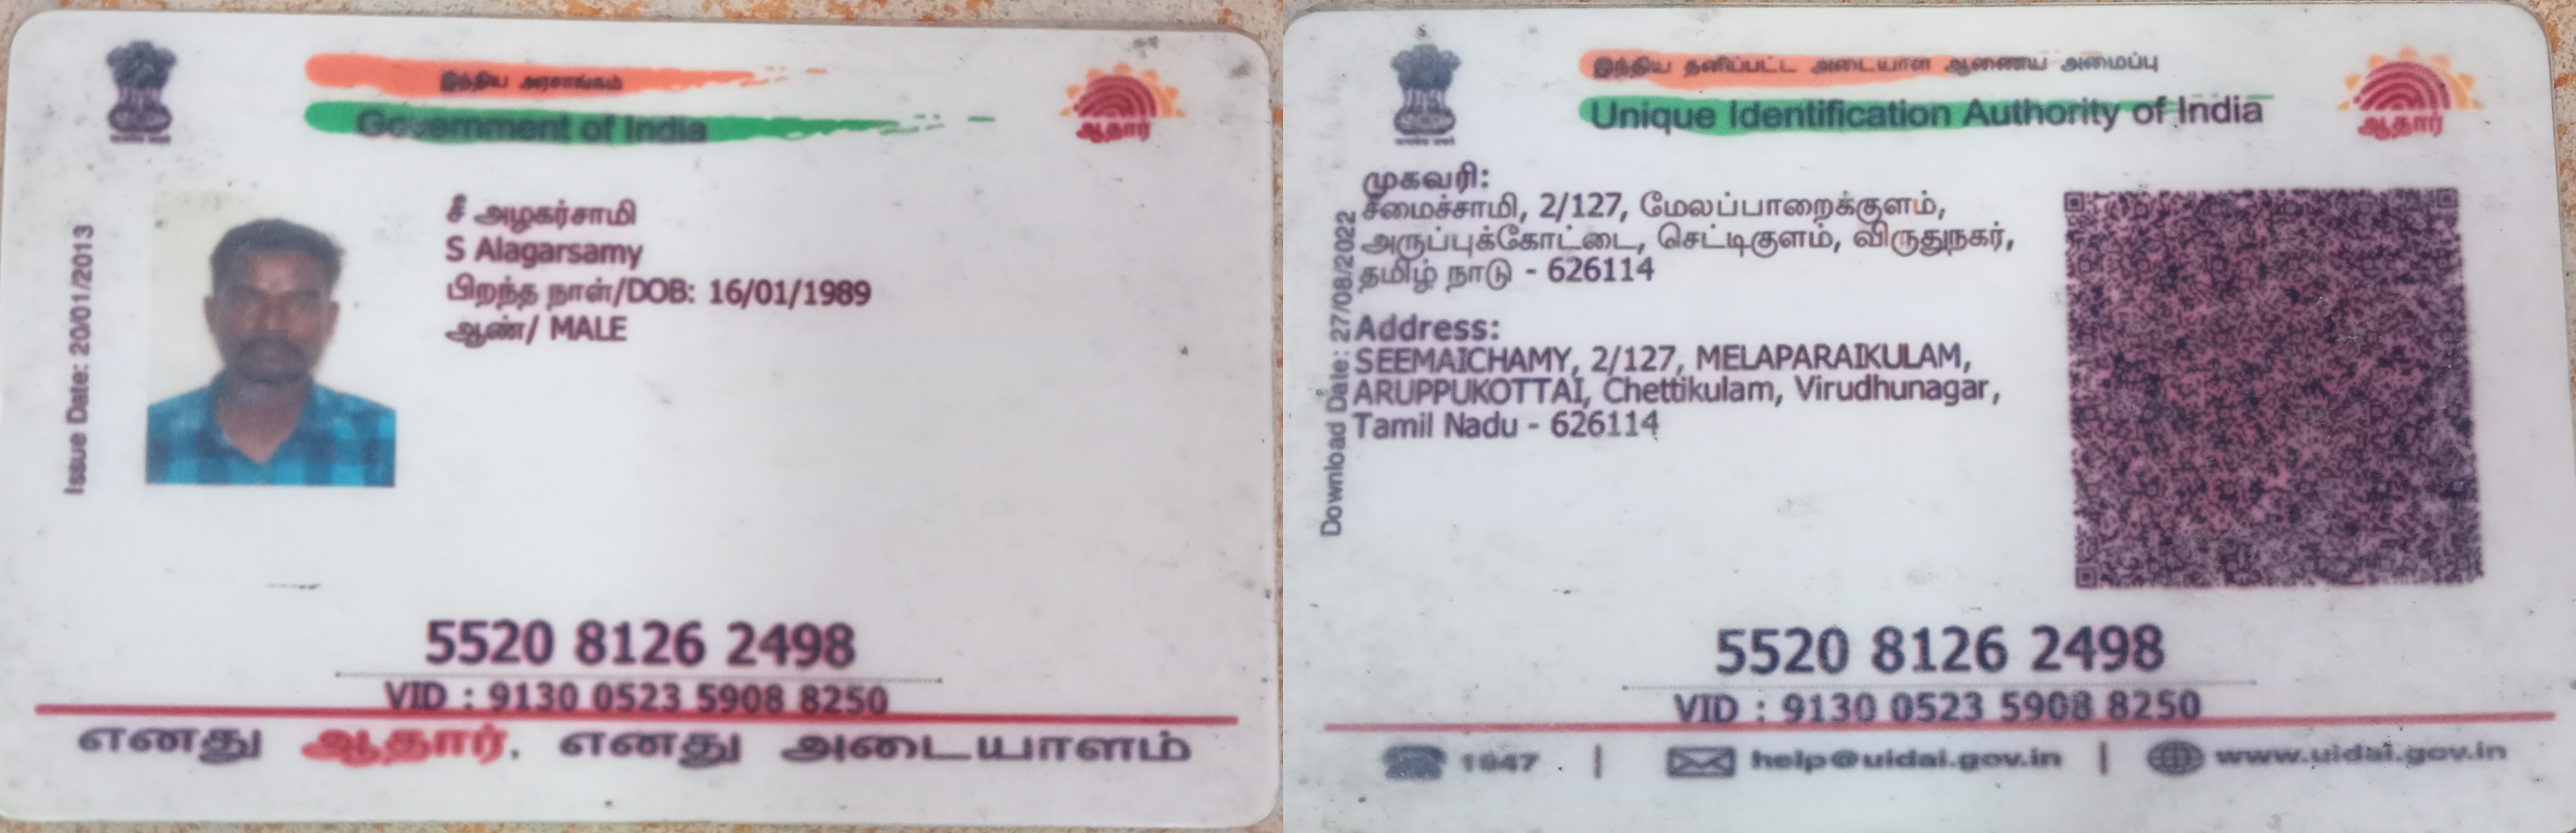 இந்திய அரசாங்கம்
Government of India
ஆதார்
Issue Date: 20/01/2013
சீ அழகர்சாமி
S Alagarsamy
பிறந்த நாள்/DOB: 16/01/1989
ஆண்/ MALE
5520 8126 2498
VID : 9130 0523 5908 8250
எனது ஆதார், எனது அடையாளம்
இந்திய தனிப்பட்ட அடையாள ஆணைய அமைப்பு
Unique Identification Authority of India
ஆதார்
Download Date: 27/08/2022
முகவரி:
சீமைச்சாமி, 2/127, மேலப்பாறைக்குளம்,
அருப்புக்கோட்டை, செட்டிகுளம், விருதுநகர்,
தமிழ் நாடு - 626114
Address:
SEEMAICHAMY, 2/127, MELAPARAIKULAM,
ARUPPUKOTTAI, Chettikulam, Virudhunagar,
Tamil Nadu - 626114
5520 8126 2498
VID : 9130 0523 5908 8250
1947 | help@uidai.gov.in | www.uidai.gov.in